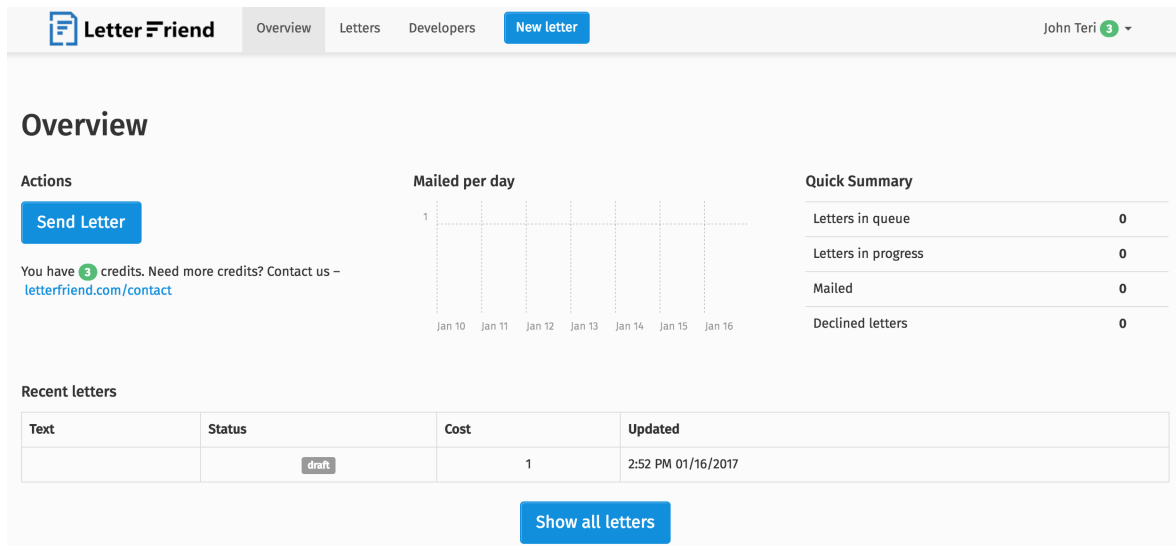 Letter Friend Overview Letters Developers New letter John Teri 3
Overview
Actions
Send Letter
You have 3 credits. Need more credits? Contact us –
letterfriend.com/contact
Mailed per day
1
Jan 10 Jan 11 Jan 12 Jan 13 Jan 14 Jan 15 Jan 16
Quick Summary
Letters in queue 0
Letters in progress 0
Mailed 0
Declined letters 0
Recent letters
Text Status Cost Updated
draft 1 2:52 PM 01/16/2017
Show all letters